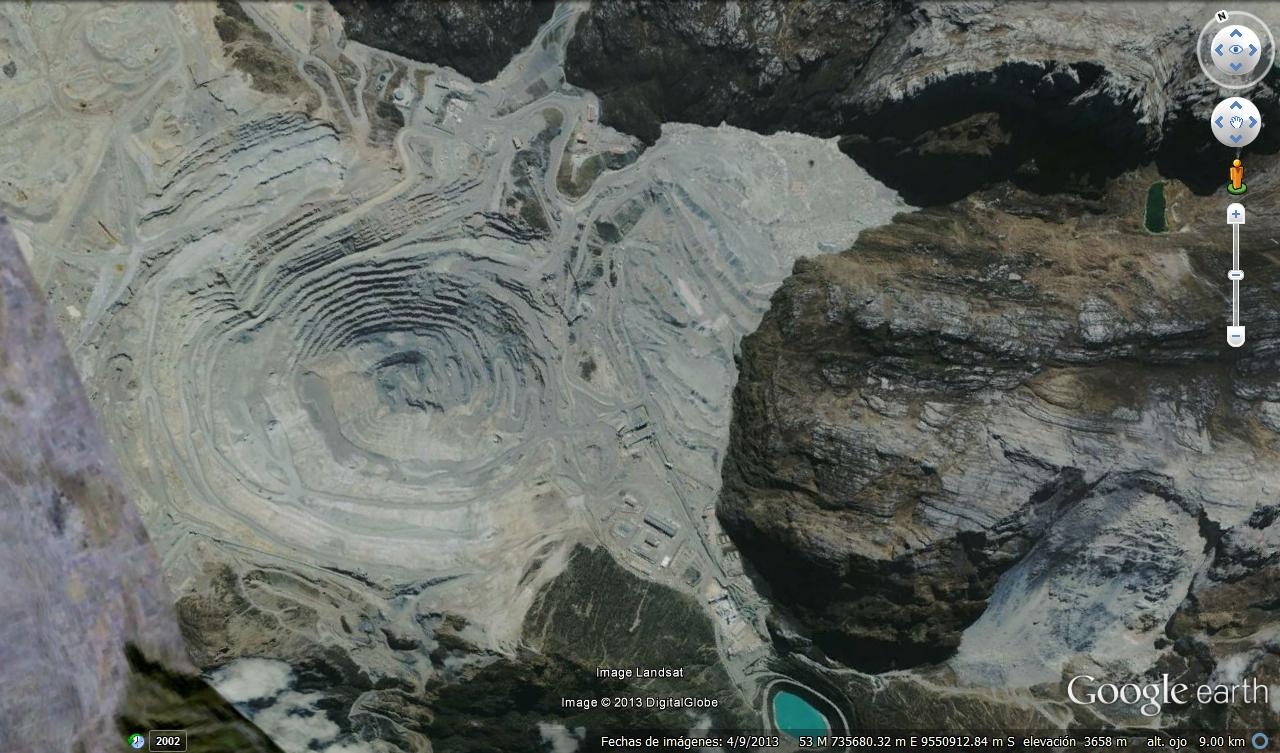 N
Image Landsat
Image © 2013 DigitalGlobe
Google earth
2002
Fechas de imágenes: 4/9/2013 53 M 735680.32 m E 9550912.84 m S elevación 3658 m alt. ojo 9.00 km